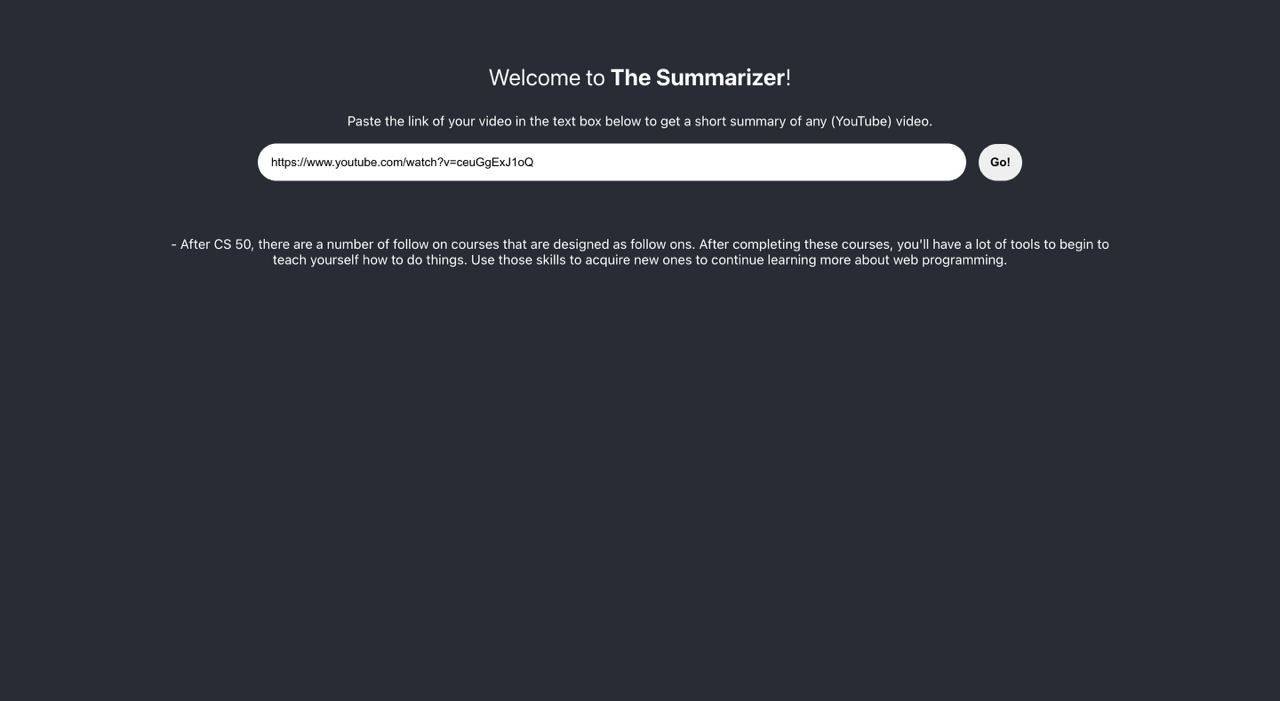 Welcome to The Summarizer!
Paste the link of your video in the text box below to get a short summary of any (YouTube) video.
https://www.youtube.com/watch?v=ceuGgExJ1oQ
Go!
- After CS 50, there are a number of follow on courses that are designed as follow ons. After completing these courses, you'll have a lot of tools to begin to
teach yourself how to do things. Use those skills to acquire new ones to continue learning more about web programming.